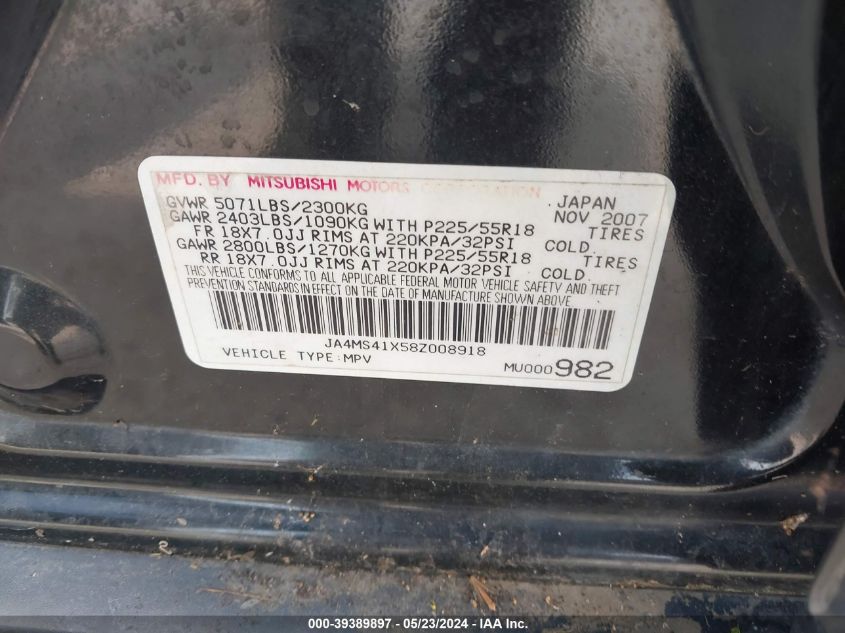 MFD. BY MITSUBISHI MOTORS CORPORATION JAPAN
GVWR 5071LBS/2300KG NOV 2007
GAWR 2403LBS/1090KG WITH P225/55R18 TIRES
FR 18X7.0JJ RIMS AT 220KPA/32PSI COLD.
GAWR 2800LBS/1270KG WITH P225/55R18 TIRES
RR 18X7.0JJ RIMS AT 220KPA/32PSI COLD.
THIS VEHICLE CONFORMS TO ALL APPLICABLE FEDERAL MOTOR VEHICLE SAFETY AND THEFT
PREVENTION STANDARDS IN EFFECT ON THE DATE OF MANUFACTURE SHOWN ABOVE.
JA4MS41X58Z008918
VEHICLE TYPE:MPV MU000982
000-39389897 — 05/23/2024 — IAAI.COM INC.